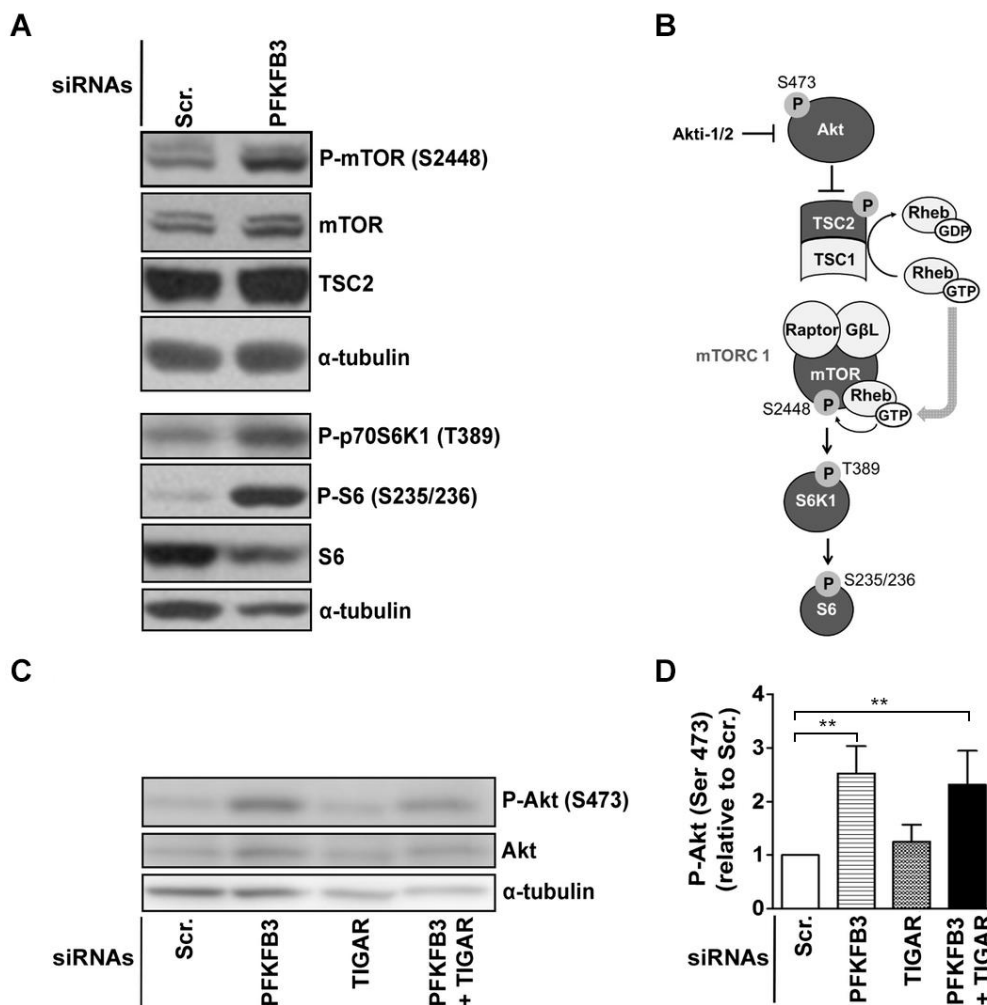 A
siRNAs
Scr.
PFKFB3
P-mTOR (S2448)
mTOR
TSC2
α-tubulin
P-p70S6K1 (T389)
P-S6 (S235/236)
S6
α-tubulin
B
S473
P
Akt
Akti-1/2
P
TSC2
TSC1
Rheb
GDP
Rheb
GTP
Raptor
GβL
mTORC 1
mTOR
Rheb
GTP
S2448
P
P
T389
S6K1
P
S235/236
S6
C
P-Akt (S473)
Akt
α-tubulin
siRNAs
Scr.
PFKFB3
TIGAR
PFKFB3
+ TIGAR
D
P-Akt (Ser 473)
(relative to Scr.)
4
3
2
1
0
**
**
siRNAs
Scr.
PFKFB3
TIGAR
PFKFB3
+ TIGAR